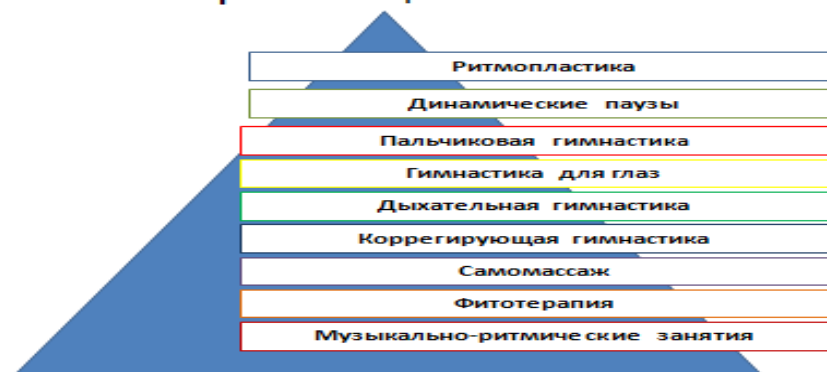 Ритмопластика
Динамические паузы
Пальчиковая гимнастика
Гимнастика для глаз
Дыхательная гимнастика
Коррегирующая гимнастика
Самомассаж
Фитотерапия
Музыкально-ритмические занятия